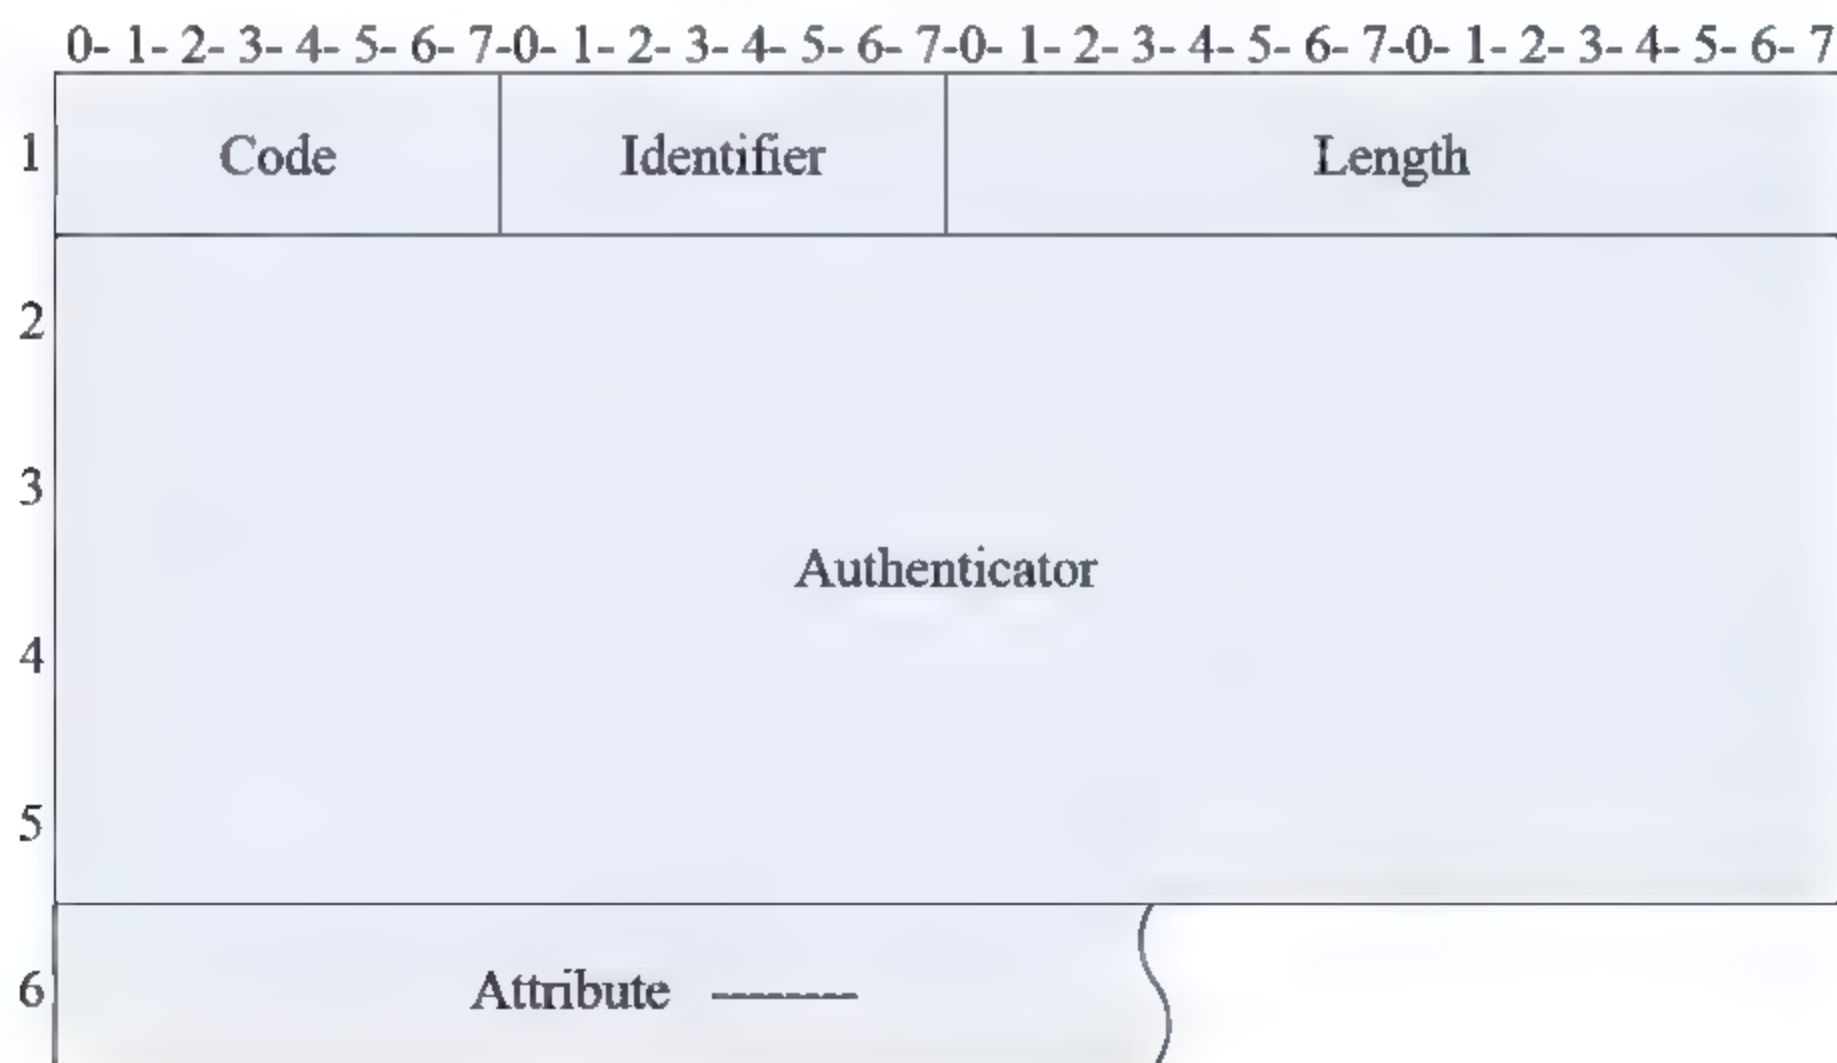 0- 1- 2- 3- 4- 5- 6- 7-0- 1- 2- 3- 4- 5- 6- 7-0- 1- 2- 3- 4- 5- 6- 7-0- 1- 2- 3- 4- 5- 6- 7
1 Code Identifier Length
2
3
Authenticator
4
5
6 Attribute